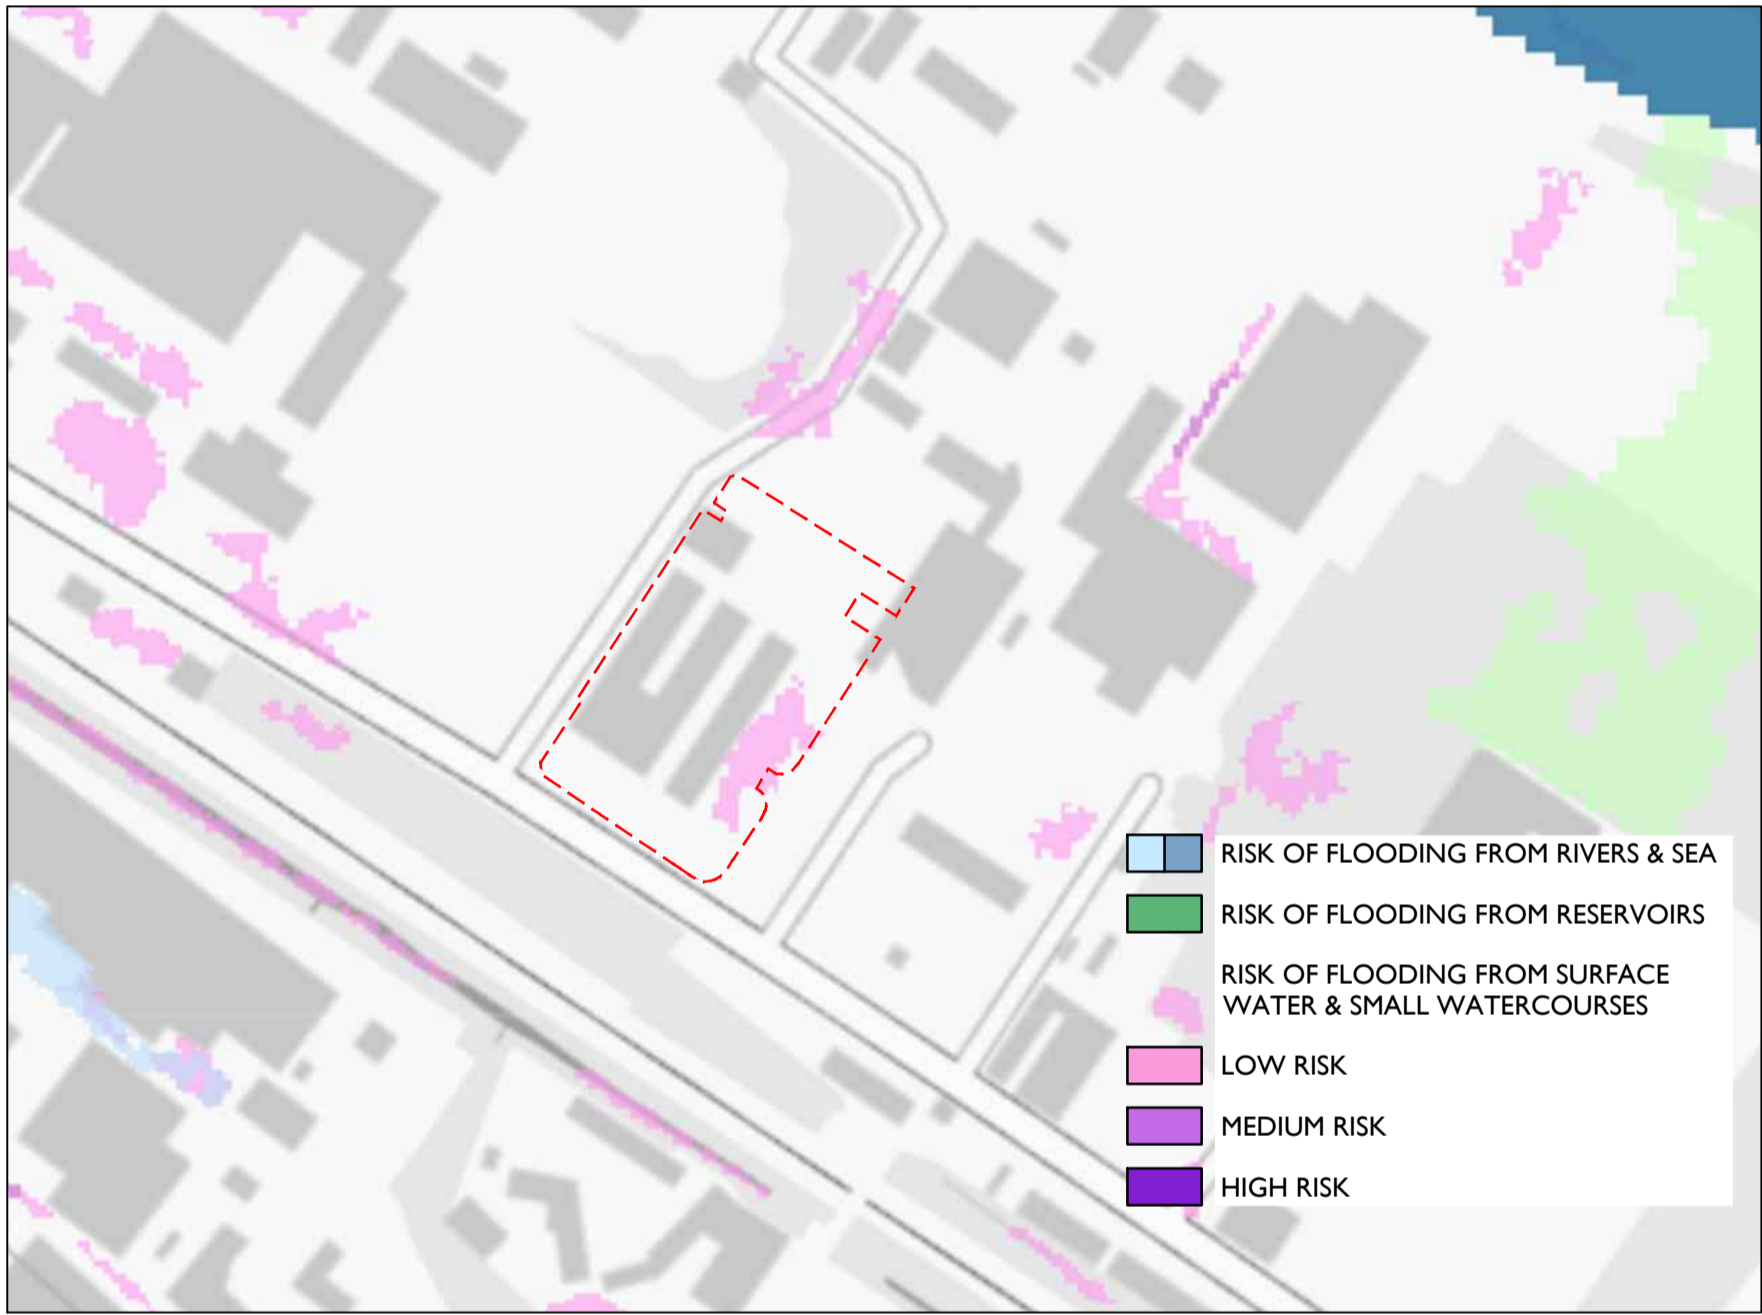 RISK OF FLOODING FROM RIVERS & SEA
RISK OF FLOODING FROM RESERVOIRS
RISK OF FLOODING FROM SURFACE
WATER & SMALL WATERCOURSES
LOW RISK
MEDIUM RISK
HIGH RISK